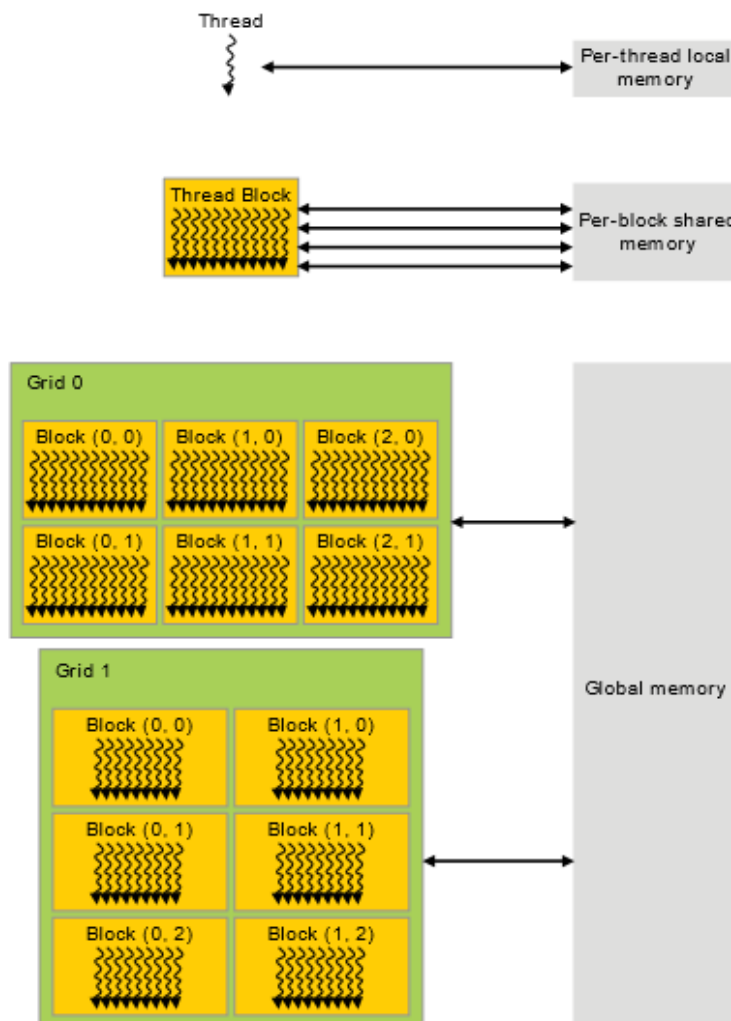 Thread
Per-thread local
memory
Thread Block
Per-block shared
memory
Grid 0
Block (0, 0) Block (1, 0) Block (2, 0)
Block (0, 1) Block (1, 1) Block (2, 1)
Grid 1
Block (0, 0) Block (1, 0)
Global memory
Block (0, 1) Block (1, 1)
Block (0, 2) Block (1, 2)